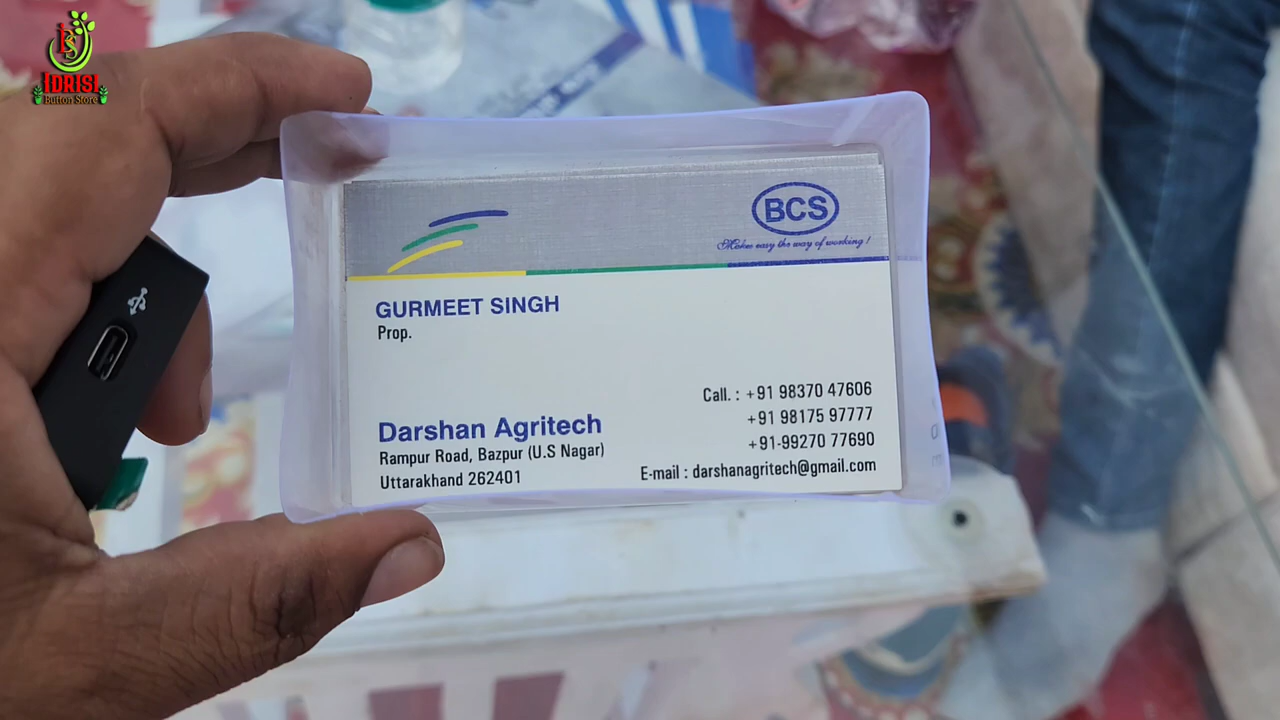 IDRISI
Button Store
BCS
Makes easy the way of working !
GURMEET SINGH
Prop.
Call. : +91 98370 47606
+91 98175 97777
+91-99270 77690
E-mail : darshanagritech@gmail.com
Darshan Agritech
Rampur Road, Bazpur (U.S Nagar)
Uttarakhand 262401